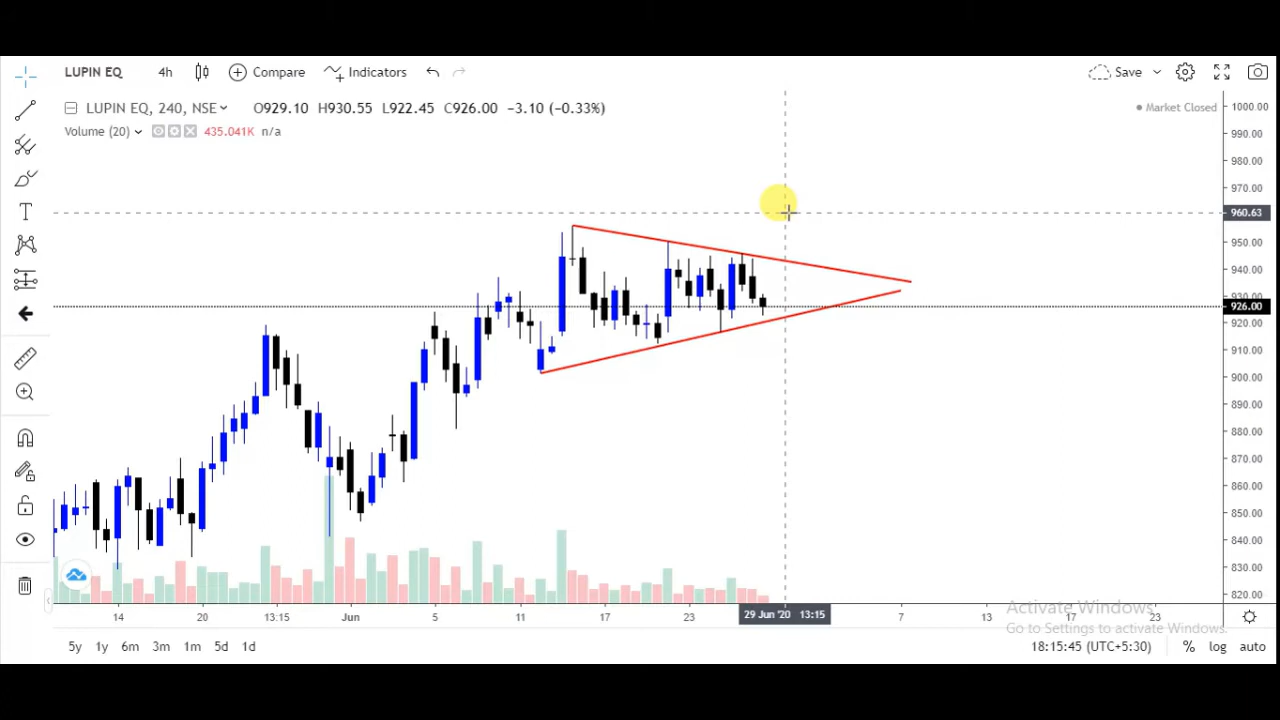 LUPIN EQ 4h Compare Indicators Save
LUPIN EQ, 240, NSE O929.10 H930.55 L922.45 C926.00 −3.10 (−0.33%) Market Closed
Volume (20) 435.041K n/a
1000.00
990.00
980.00
970.00
960.63
950.00
940.00
930.00
926.00
920.00
910.00
900.00
890.00
880.00
870.00
860.00
850.00
840.00
830.00
820.00
14 20 13:15 Jun 5 11 17 23 29 Jun '20 13:15 7 13 17 23
Activate Windows
Go to Settings to activate Windows.
5y 1y 6m 3m 1m 5d 1d 18:15:45 (UTC+5:30) % log auto